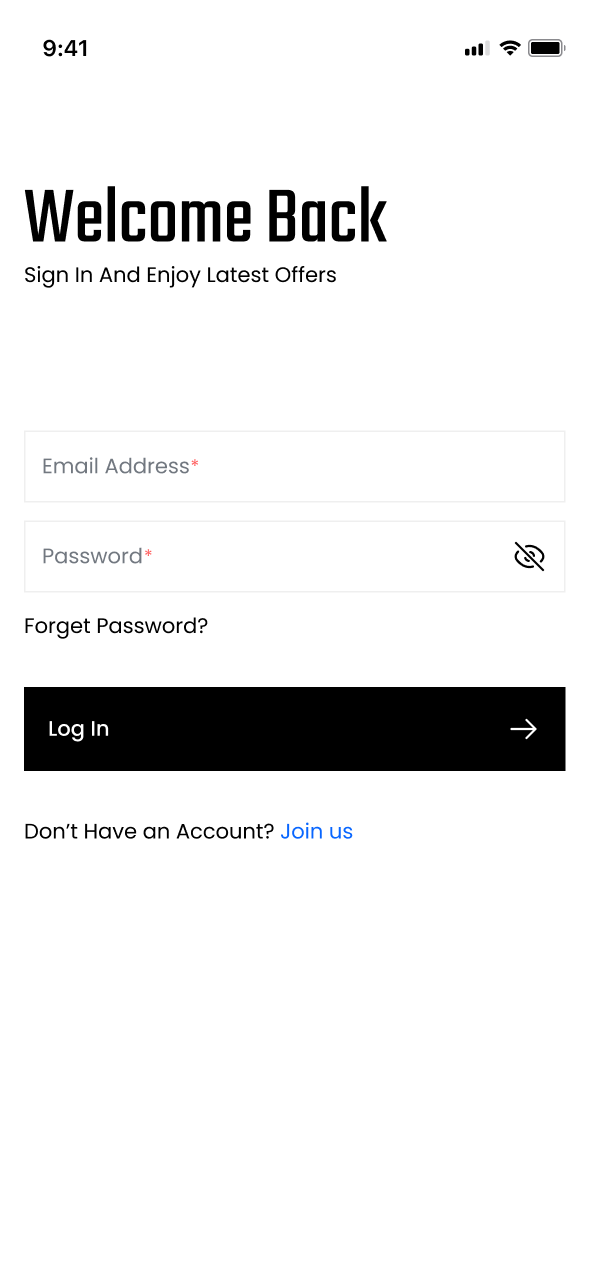 9:41
Welcome Back
Sign In And Enjoy Latest Offers
Email Address*
Password*
Forget Password?
Log In
Don’t Have an Account? Join us